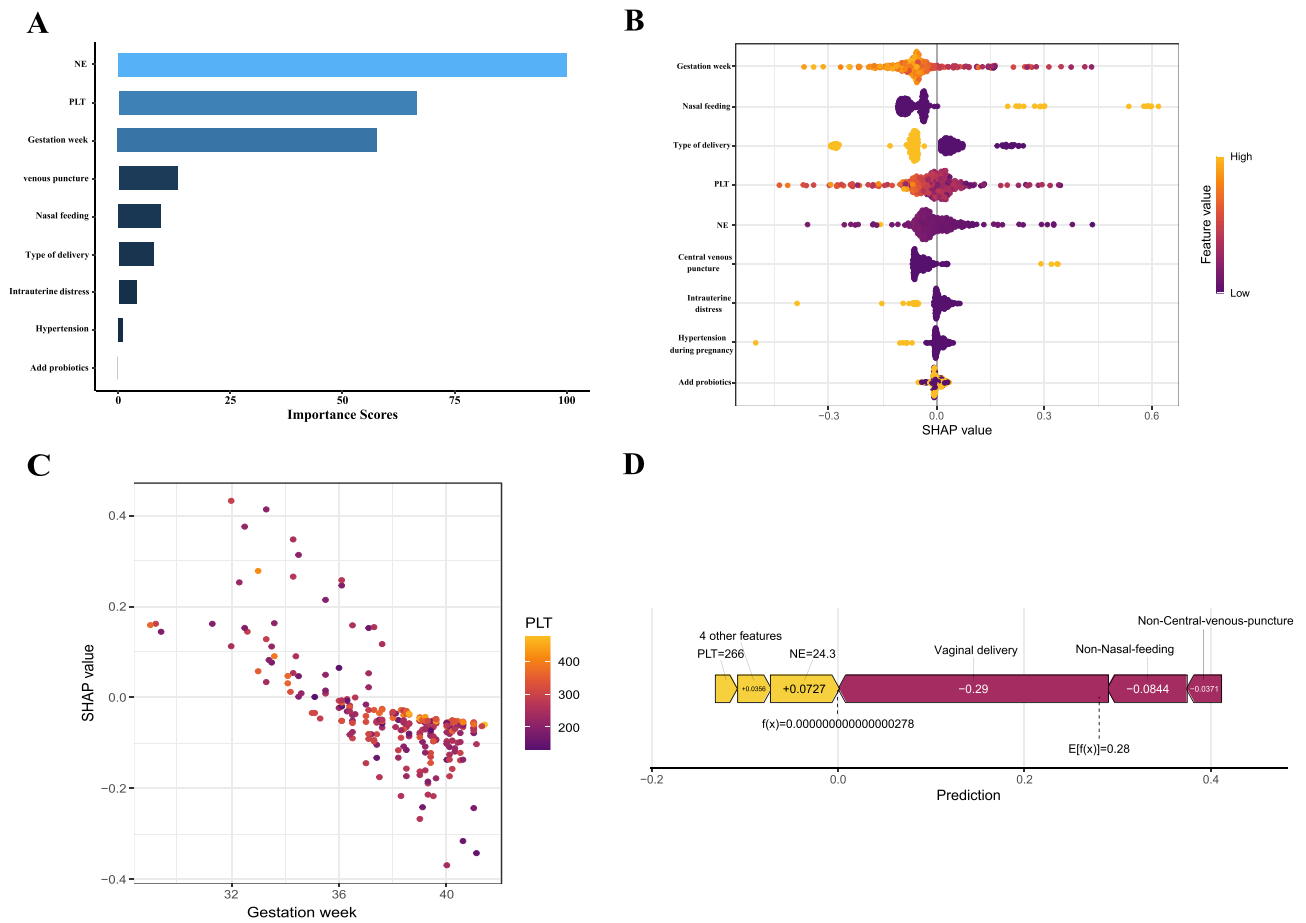 A
NE
PLT
Gestation week
venous puncture
Nasal feeding
Type of delivery
Intrauterine distress
Hypertension
Add probiotics
0 25 50 75 100
Importance Scores
B
Gestation week
Nasal feeding
Type of delivery
PLT
NE
Central venous
puncture
Intrauterine
distress
Hypertension
during pregnancy
Add probiotics
−0.3 0.0 0.3 0.6
SHAP value
High
Feature value
Low
C
0.4
0.2
0.0
−0.2
−0.4
SHAP value
32 36 40
Gestation week
PLT
400
300
200
D
Non-Central-venous-puncture
4 other features
PLT=266 NE=24.3 Vaginal delivery Non-Nasal-feeding
+0.0356 +0.0727 −0.29 −0.0844 −0.0371
f(x)=0.000000000000000278
E[f(x)]=0.28
−0.2 0.0 0.2 0.4
Prediction